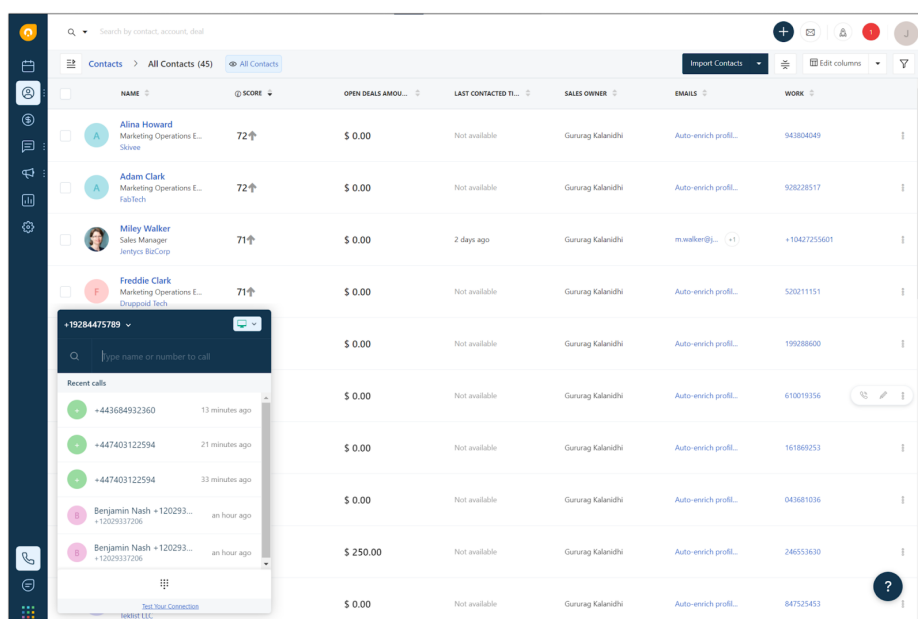 Search by contact, account, deal
1
J
Contacts > All Contacts (45) All Contacts
Import Contacts
Edit columns
NAME SCORE OPEN DEALS AMOU... LAST CONTACTED TI... SALES OWNER EMAILS WORK
A Alina Howard
Marketing Operations E...
Skivee
72 $ 0.00 Not available Gururag Kalanidhi Auto-enrich profil... 943804049
A Adam Clark
Marketing Operations E...
FabTech
72 $ 0.00 Not available Gururag Kalanidhi Auto-enrich profil... 928228517
Miley Walker
Sales Manager
Jentycs BizCorp
71 $ 0.00 2 days ago Gururag Kalanidhi m.walker@j... +1 +10427255601
F Freddie Clark
Marketing Operations E...
Druppoid Tech
71 $ 0.00 Not available Gururag Kalanidhi Auto-enrich profil... 520211151
$ 0.00 Not available Gururag Kalanidhi Auto-enrich profil... 199288600
$ 0.00 Not available Gururag Kalanidhi Auto-enrich profil... 610019356
$ 0.00 Not available Gururag Kalanidhi Auto-enrich profil... 161869253
$ 0.00 Not available Gururag Kalanidhi Auto-enrich profil... 043681036
$ 250.00 Not available Gururag Kalanidhi Auto-enrich profil... 246553630
$ 0.00 Not available Gururag Kalanidhi Auto-enrich profil... 847525453
+19284475789
Type name or number to call
Recent calls
+ +443684932360 13 minutes ago
+ +447403122594 21 minutes ago
+ +447403122594 33 minutes ago
B Benjamin Nash +120293... an hour ago
+12029337206
B Benjamin Nash +120293... an hour ago
+12029337206
Test Your Connection
Teklist LLC
?